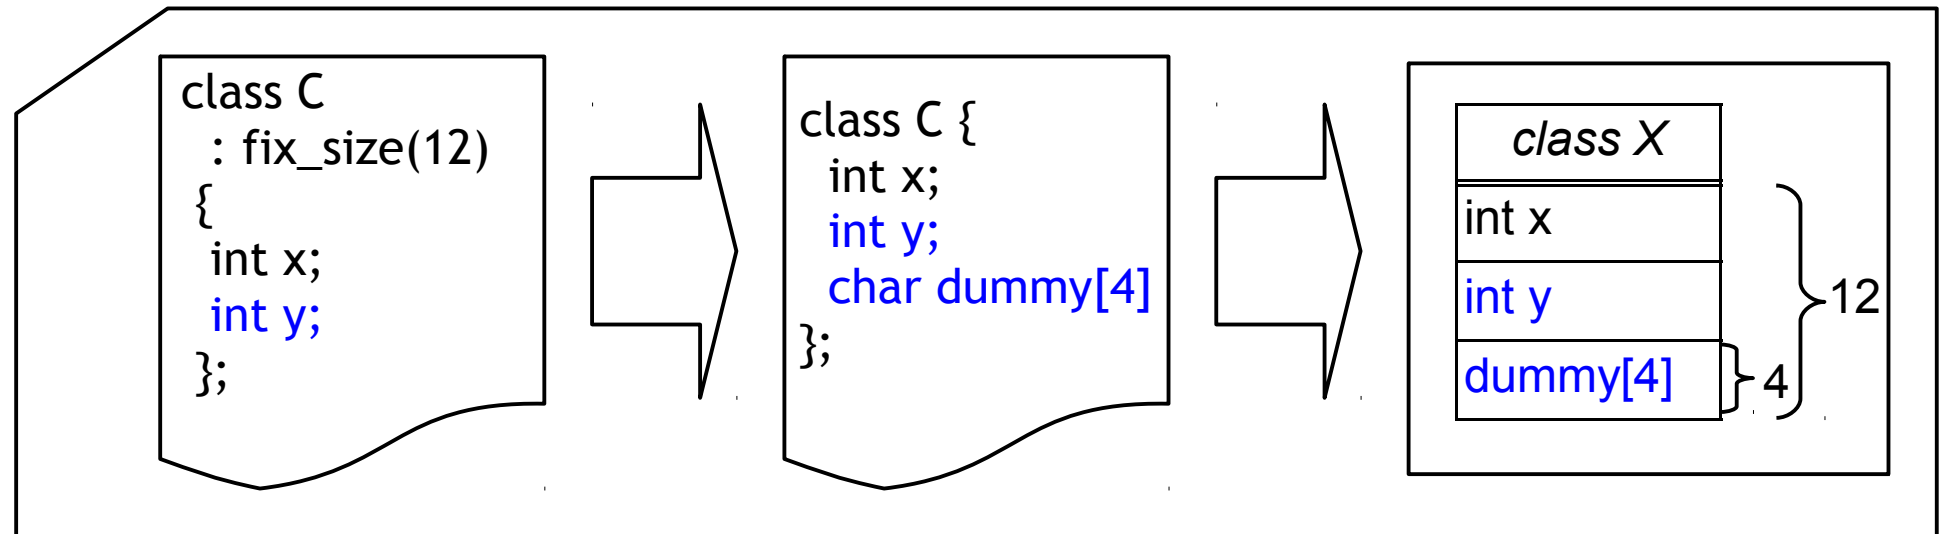 class C
: fix_size(12)
{
int x;
int y;
};
class C {
int x;
int y;
char dummy[4]
};
class X
int x
int y
dummy[4]
4
12